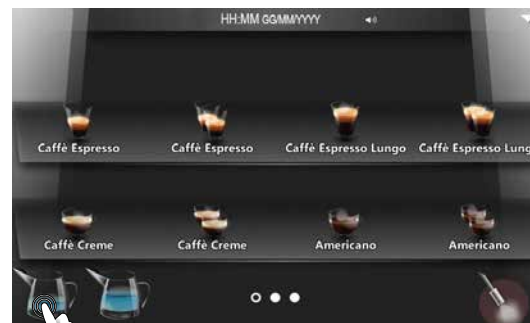 HH:MM GG/MM/YYYY
Caffè Espresso Caffè Espresso Caffè Espresso Lungo Caffè Espresso Lung
Caffè Creme Caffè Creme Americano Americano